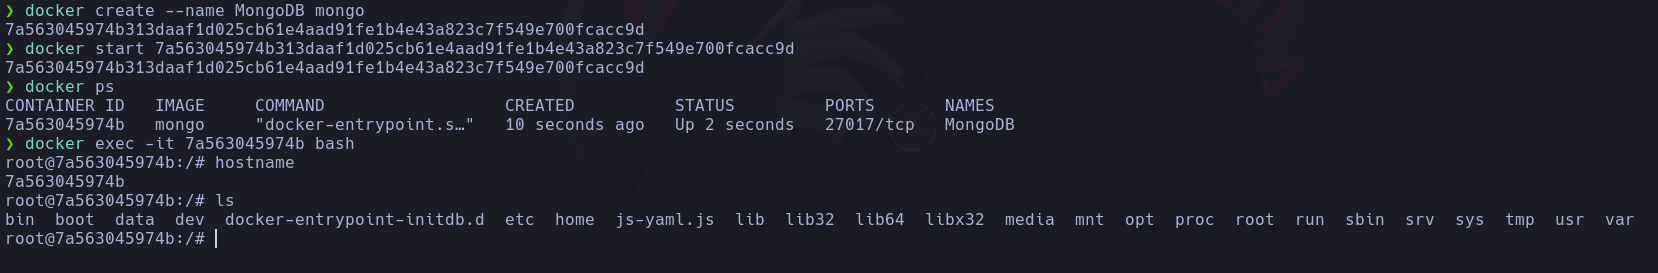 ❯ docker create --name MongoDB mongo
7a563045974b313daaf1d025cb61e4aad91fe1b4e43a823c7f549e700fcacc9d
❯ docker start 7a563045974b313daaf1d025cb61e4aad91fe1b4e43a823c7f549e700fcacc9d
7a563045974b313daaf1d025cb61e4aad91fe1b4e43a823c7f549e700fcacc9d
❯ docker ps
CONTAINER ID   IMAGE     COMMAND                  CREATED          STATUS         PORTS       NAMES
7a563045974b   mongo     "docker-entrypoint.s…"   10 seconds ago   Up 2 seconds   27017/tcp   MongoDB
❯ docker exec -it 7a563045974b bash
root@7a563045974b:/# hostname
7a563045974b
root@7a563045974b:/# ls
bin  boot  data  dev  docker-entrypoint-initdb.d  etc  home  js-yaml.js  lib  lib32  lib64  libx32  media  mnt  opt  proc  root  run  sbin  srv  sys  tmp  usr  var
root@7a563045974b:/#